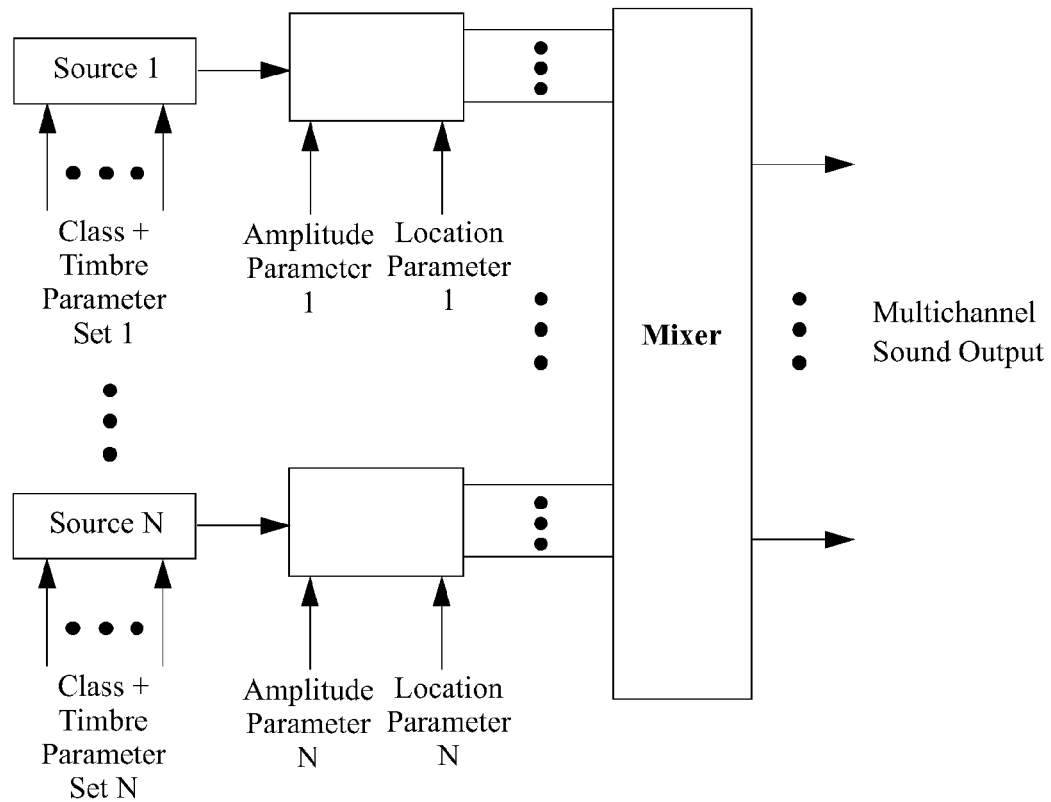 Source 1
Class +
Timbre
Parameter
Set 1
Amplitude
Parameter
1
Location
Parameter
1
Mixer
Multichannel
Sound Output
Source N
Class +
Timbre
Parameter
Set N
Amplitude
Parameter
N
Location
Parameter
N